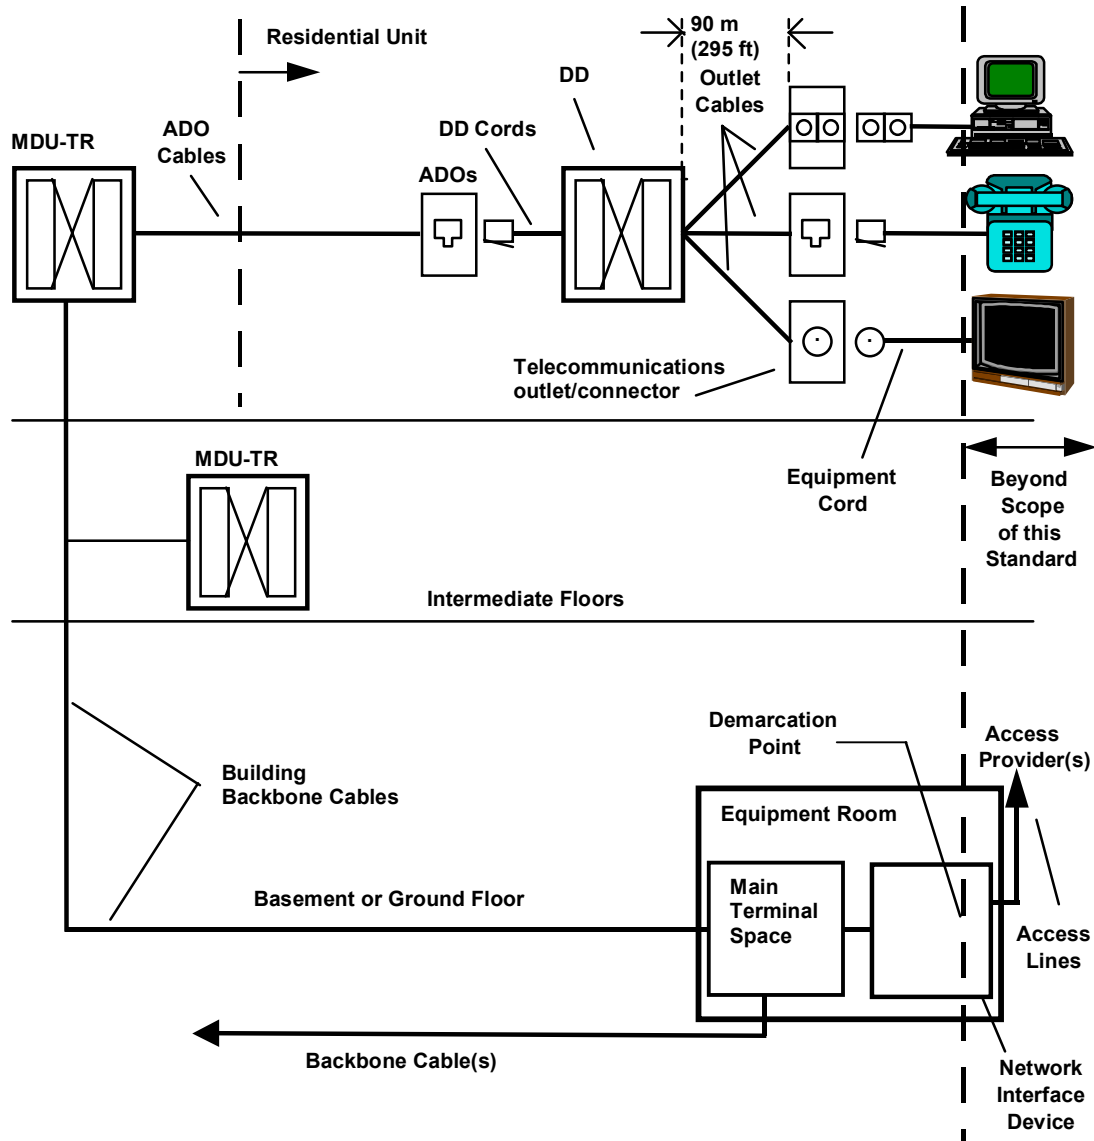 90 m
(295 ft)
Residential Unit
DD
Outlet
Cables
MDU-TR
ADO
Cables
DD Cords
ADOs
Telecommunications
outlet/connector
MDU-TR
Equipment
Cord
Beyond
Scope
of this
Standard
Intermediate Floors
Demarcation
Point
Access
Provider(s)
Building
Backbone Cables
Equipment Room
Basement or Ground Floor
Main
Terminal
Space
Access
Lines
Backbone Cable(s)
Network
Interface
Device